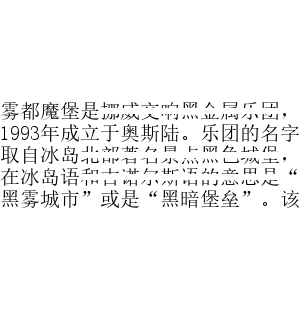 雾都魔堡是挪威交响黑金属乐团，
1993年成立于奥斯陆。乐团的名字
取自冰岛北部著名景点黑色城堡，
在冰岛语和古诺尔斯语的意思是“
黑雾城市”或是“黑暗堡垒”。该